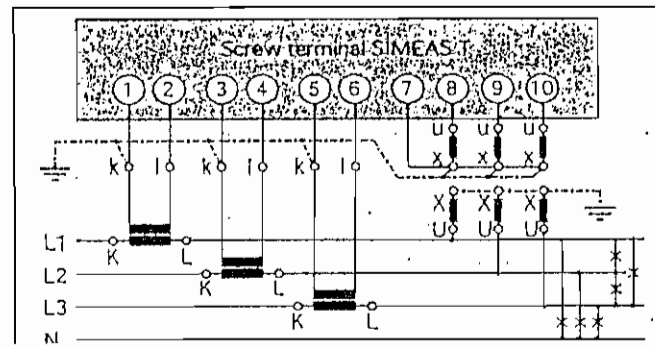 Screw terminal SIMEAS T
1 2 3 4 5 6 7 8 9 10
u u u
k l k l k l x x x
X X X
U U U
L1 K L
L2 K L
L3 K L
N